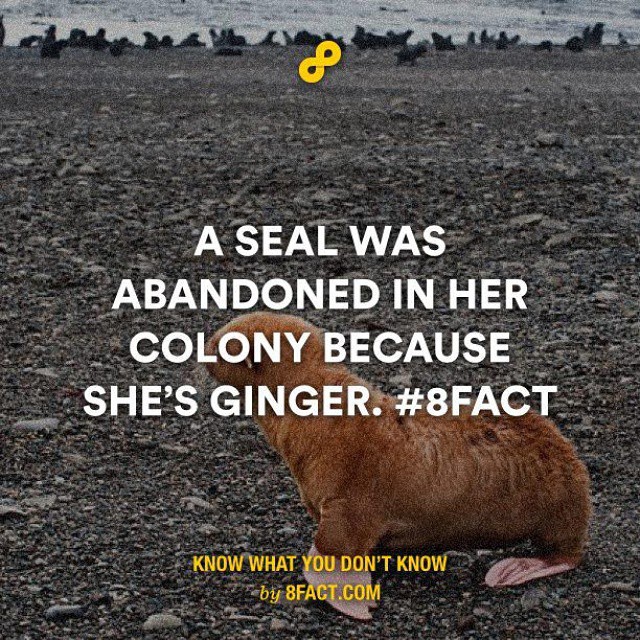 A SEAL WAS
ABANDONED IN HER
COLONY BECAUSE
SHE'S GINGER. #8FACT
KNOW WHAT YOU DON'T KNOW
by 8FACT.COM